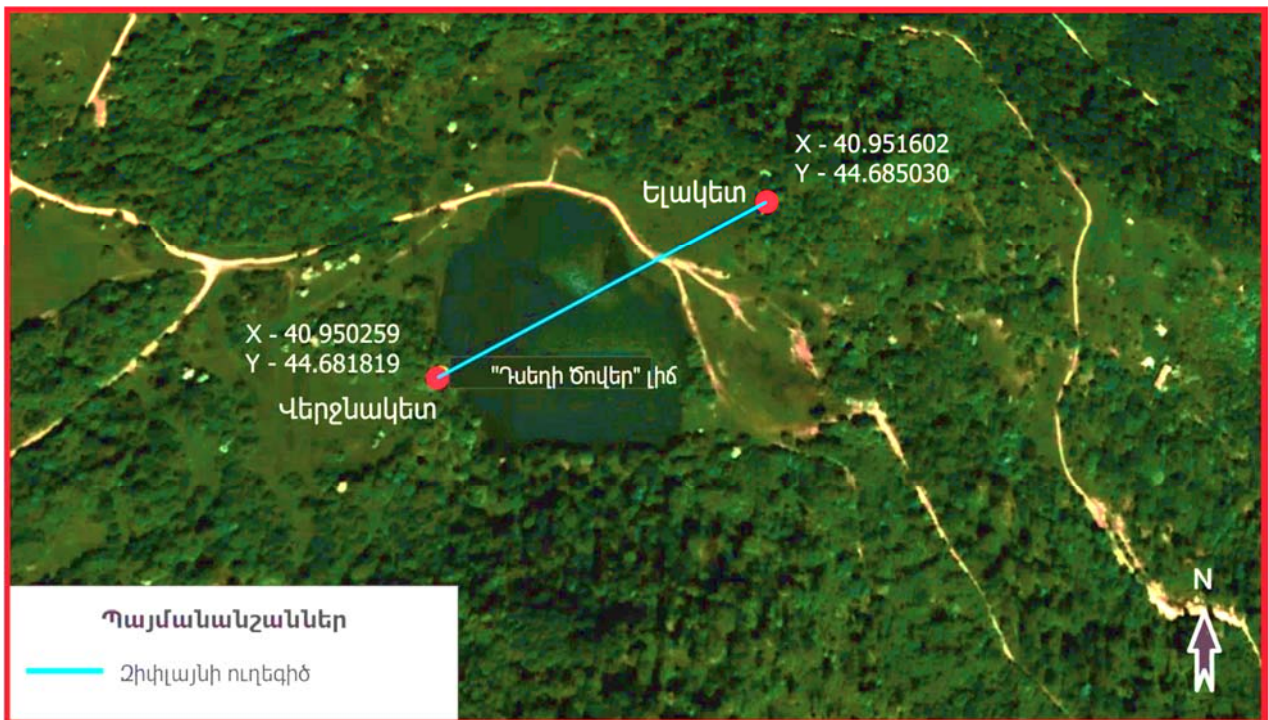 X - 40.951602
Y - 44.685030
Ելակետ
X - 40.950259
Y - 44.681819
"Դսեղի Ծովեր" լիճ
Վերջնակետ
N
Պայմանանշաններ
Զիփլայնի ուղեգիծ